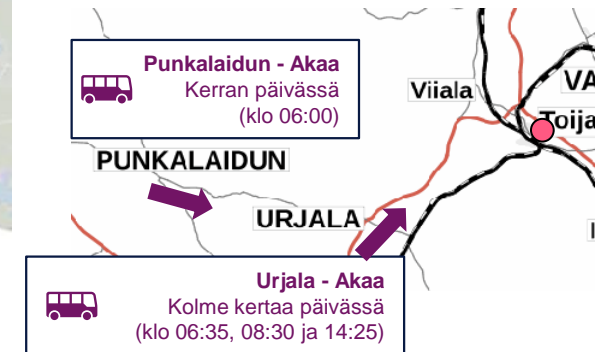 Punkalaidun - Akaa
Kerran päivässä
(klo 06:00)
Viiala
VA
Toija
PUNKALAIDUN
URJALA
Urjala - Akaa
Kolme kertaa päivässä
(klo 06:35, 08:30 ja 14:25)